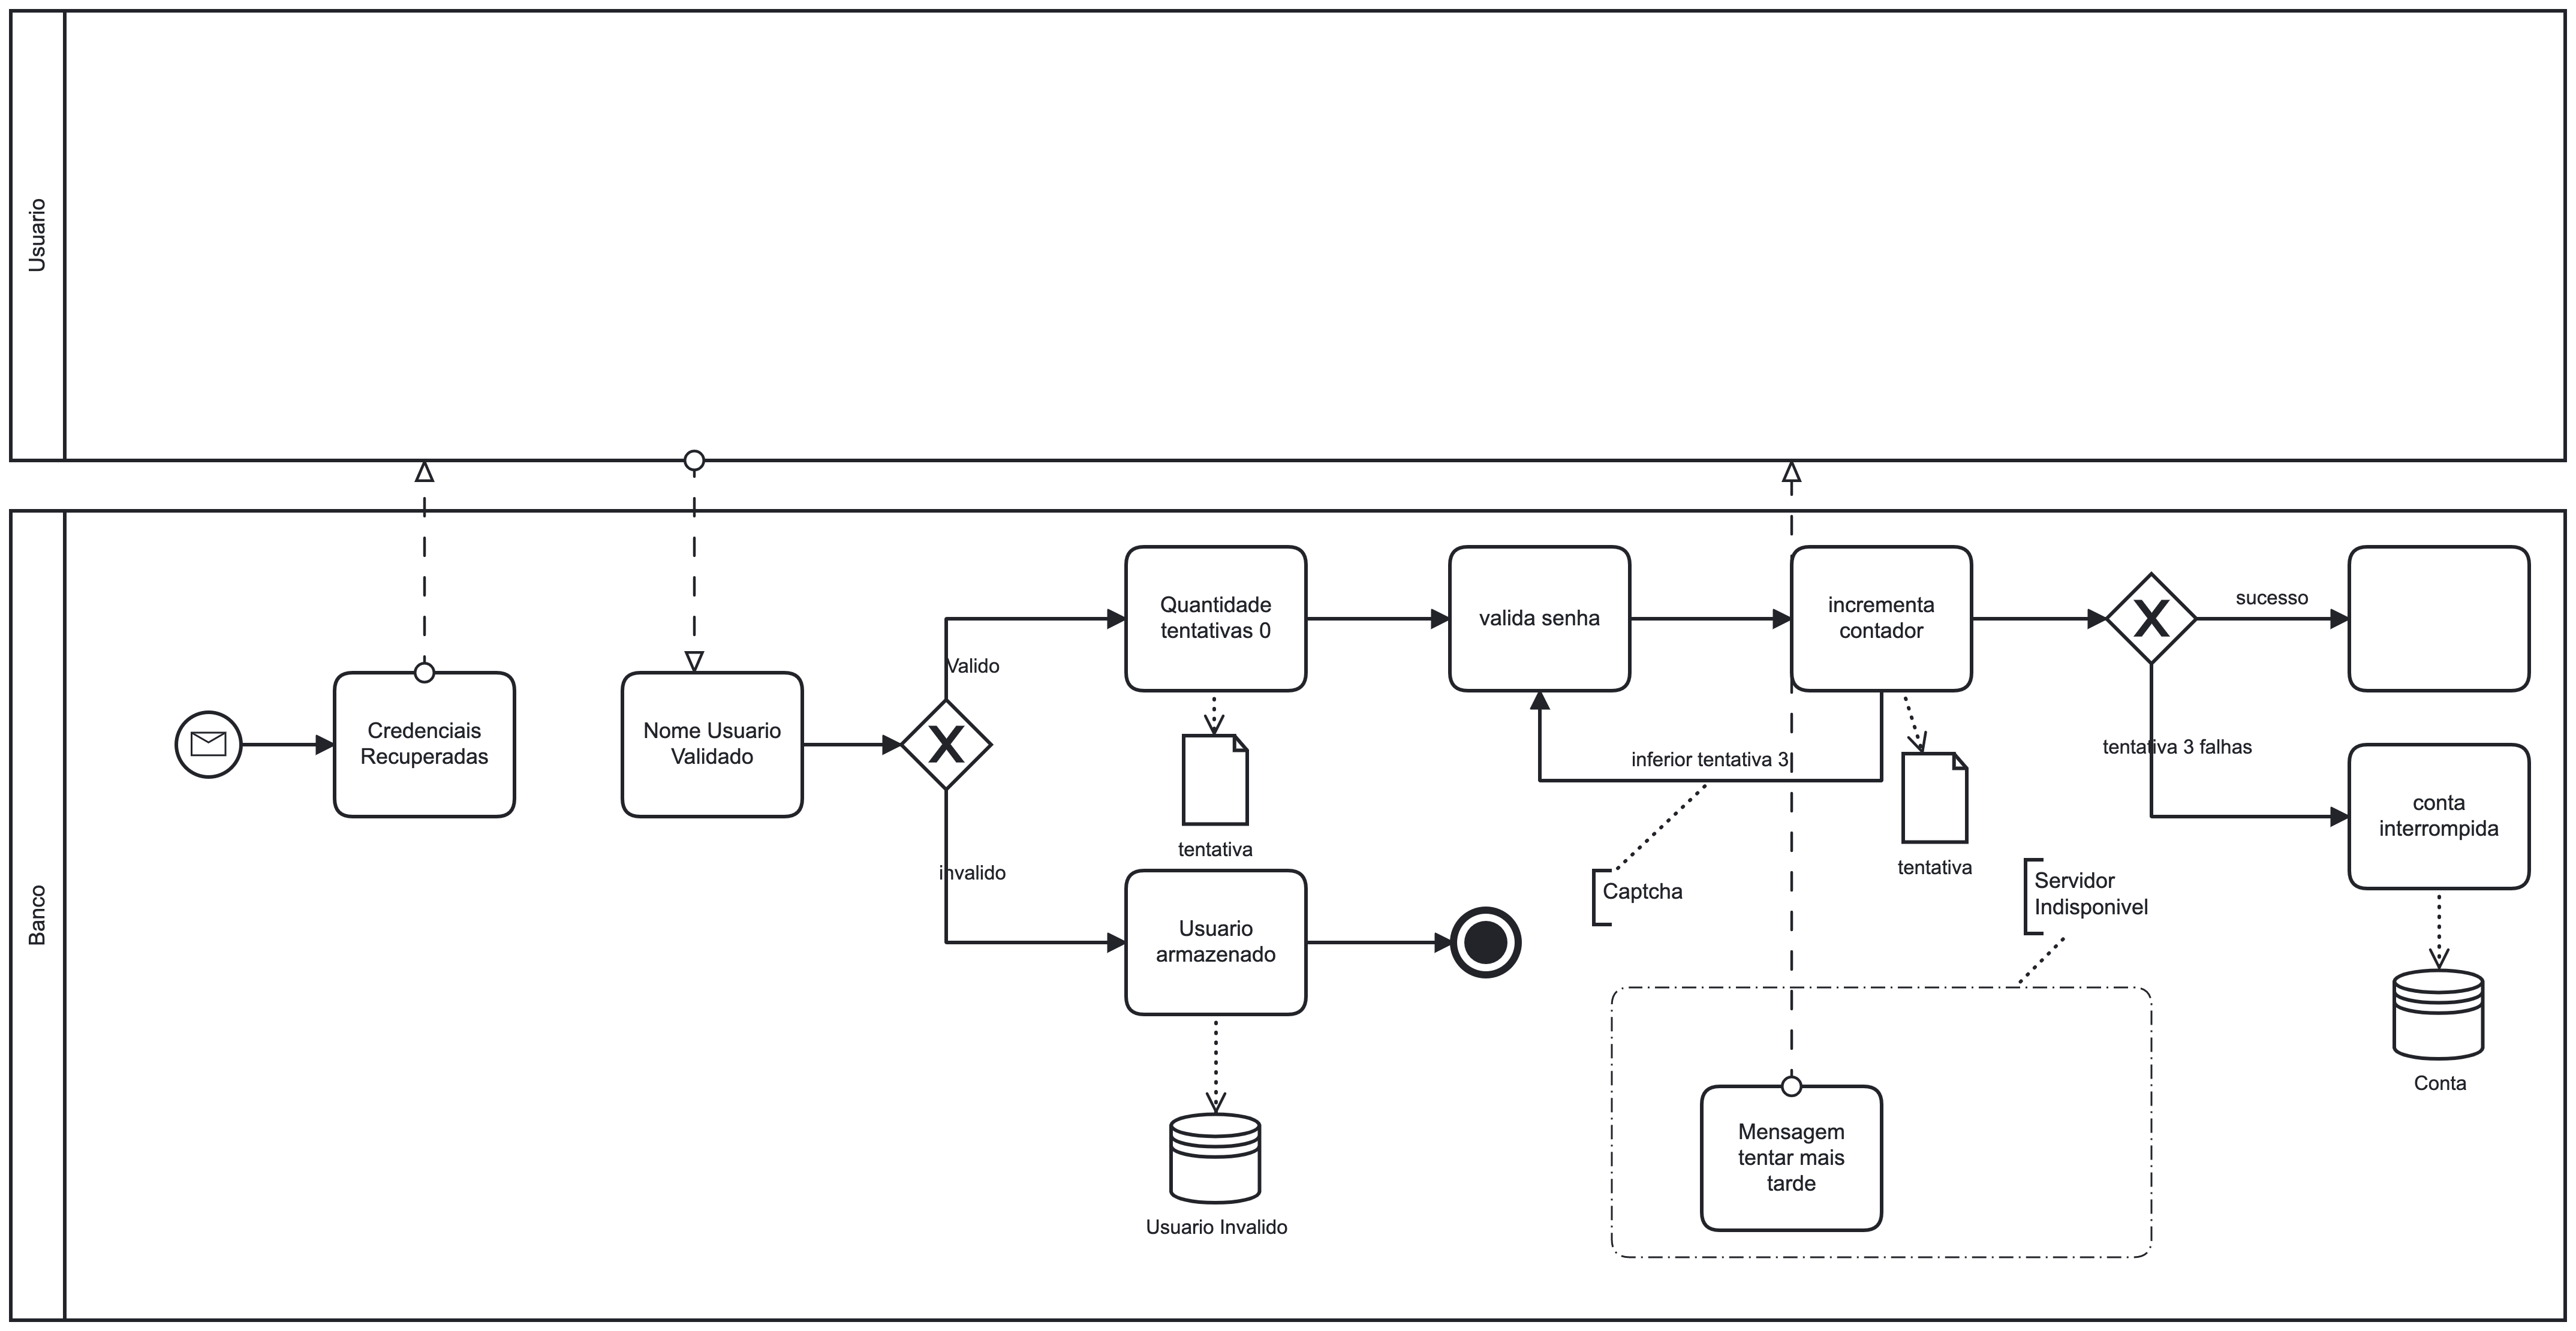 Usuario
Banco
Credenciais
Recuperadas
Nome Usuario
Validado
X
Valido
invalido
Quantidade
tentativas 0
tentativa
Usuario
armazenado
Usuario Invalido
valida senha
incrementa
contador
inferior tentativa 3
tentativa
Captcha
Servidor
Indisponivel
Mensagem
tentar mais
tarde
X
sucesso
tentativa 3 falhas
conta
interrompida
Conta